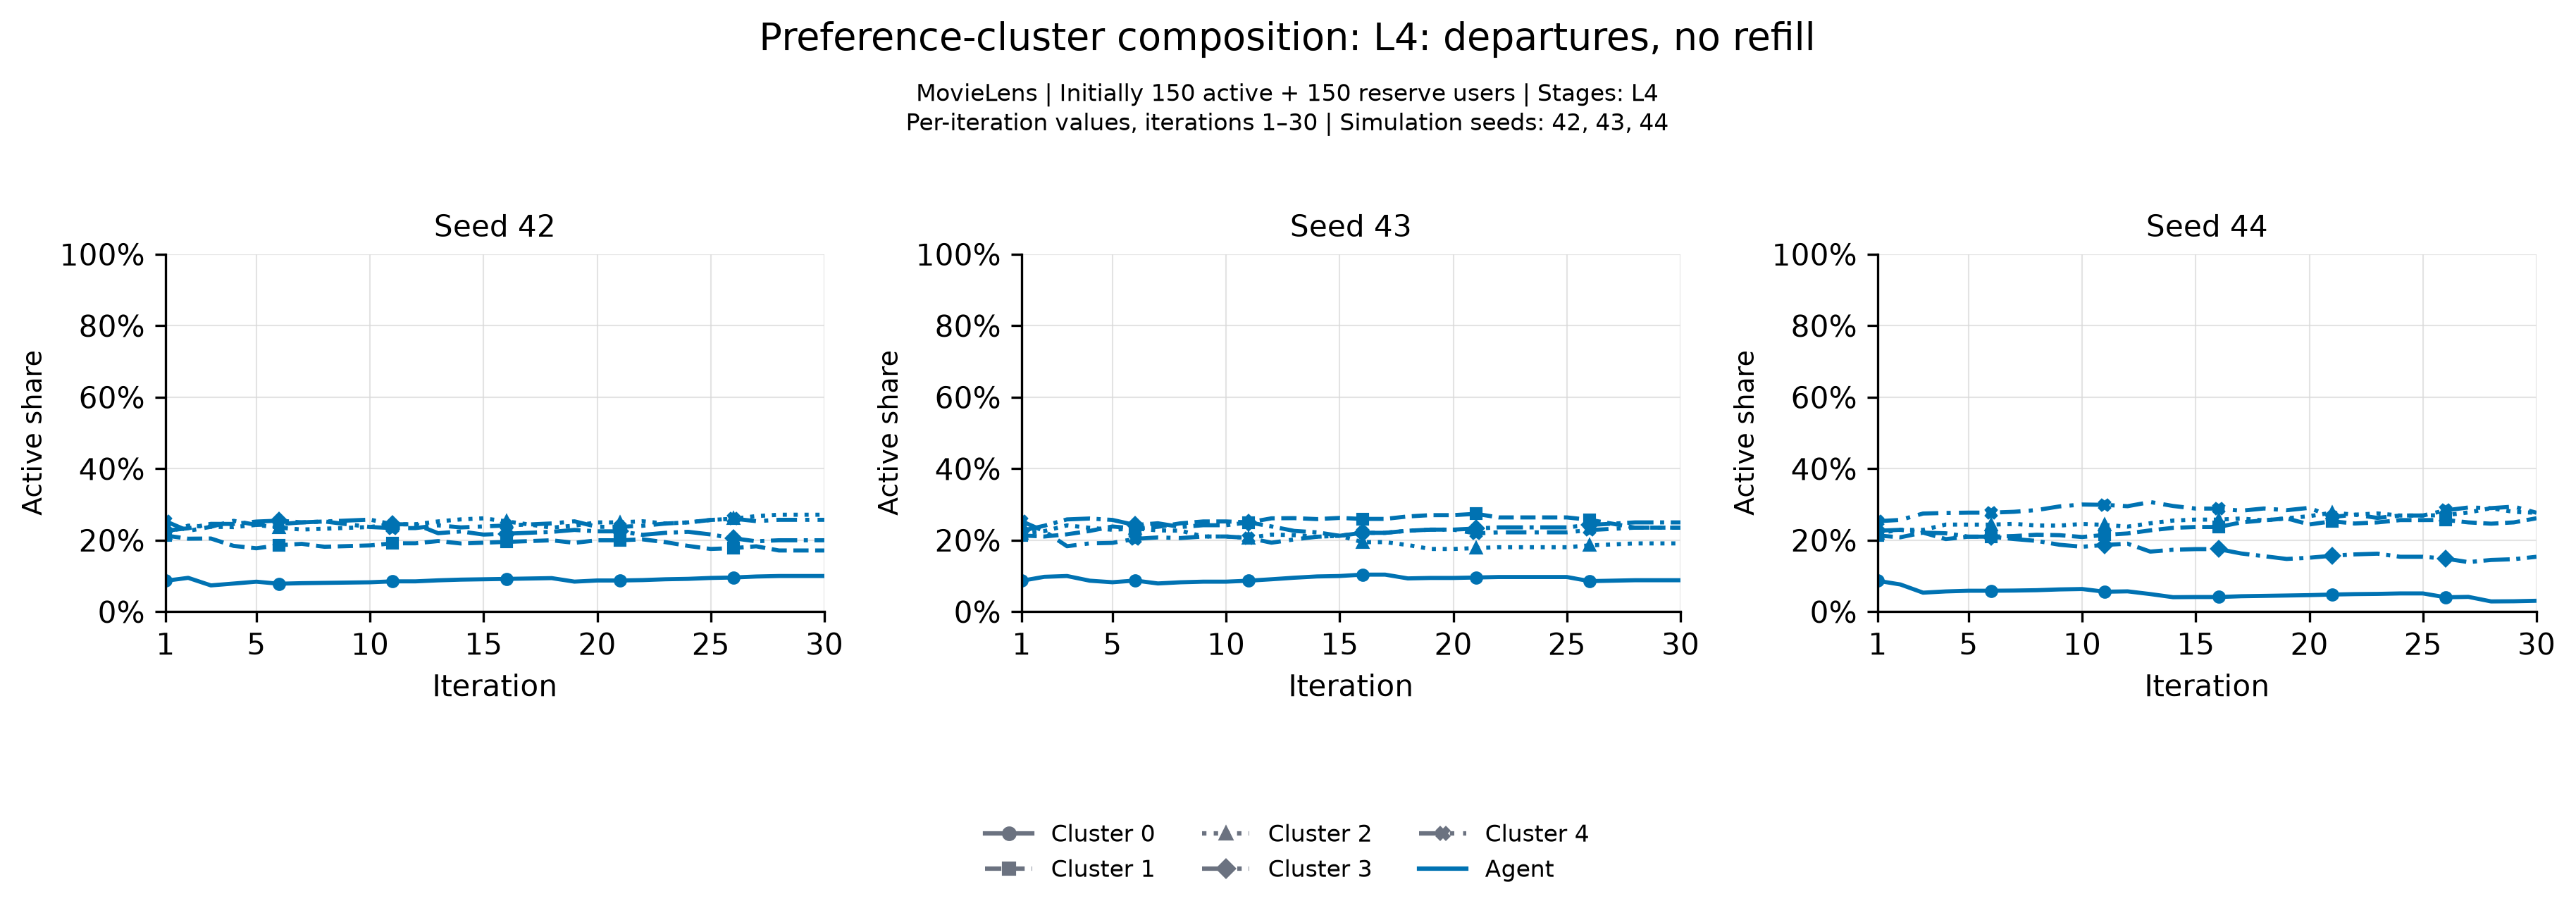 Preference-cluster composition: L4: departures, no refill
MovieLens | Initially 150 active + 150 reserve users | Stages: L4
Per-iteration values, iterations 1–30 | Simulation seeds: 42, 43, 44
Seed 42
100%
80%
60%
40%
20%
0%
Active share
1 5 10 15 20 25 30
Iteration
Seed 43
100%
80%
60%
40%
20%
0%
Active share
1 5 10 15 20 25 30
Iteration
Seed 44
100%
80%
60%
40%
20%
0%
Active share
1 5 10 15 20 25 30
Iteration
Cluster 0 Cluster 2 Cluster 4
Cluster 1 Cluster 3 Agent